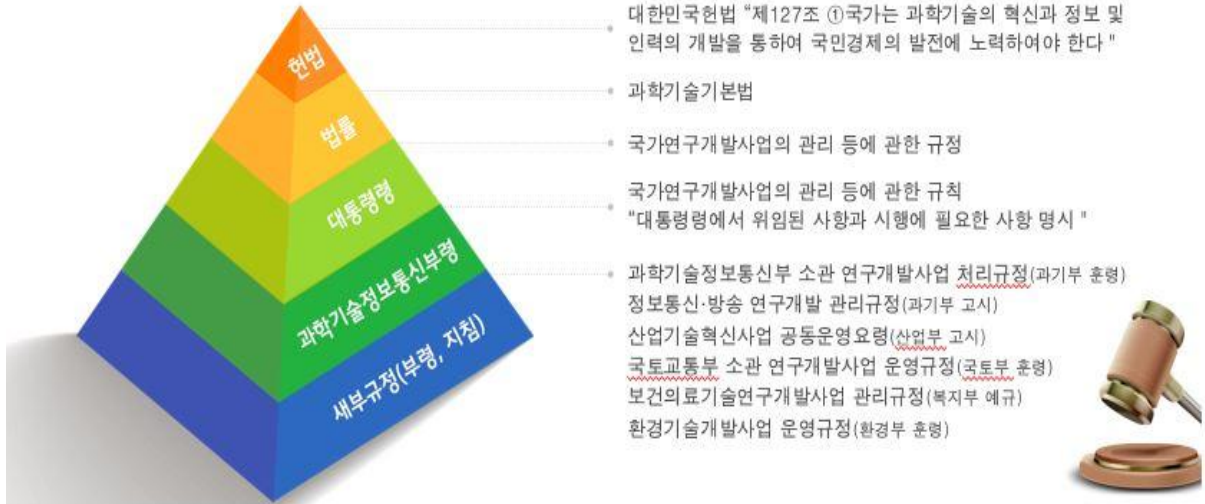 헌법
법률
대통령령
과학기술정보통신부령
새부규정(부령, 지침)
대한민국헌법 “제127조 ①국가는 과학기술의 혁신과 정보 및
인력의 개발을 통하여 국민경제의 발전에 노력하여야 한다 "
과학기술기본법
국가연구개발사업의 관리 등에 관한 규정
국가연구개발사업의 관리 등에 관한 규칙
"대통령령에서 위임된 사항과 시행에 필요한 사항 명시 "
과학기술정보통신부 소관 연구개발사업 처리규정(과기부 훈령)
정보통신·방송 연구개발 관리규정(과기부 고시)
산업기술혁신사업 공동운영요령(산업부 고시)
국토교통부 소관 연구개발사업 운영규정(국토부 훈령)
보건의료기술연구개발사업 관리규정(복지부 예규)
환경기술개발사업 운영규정(환경부 훈령)